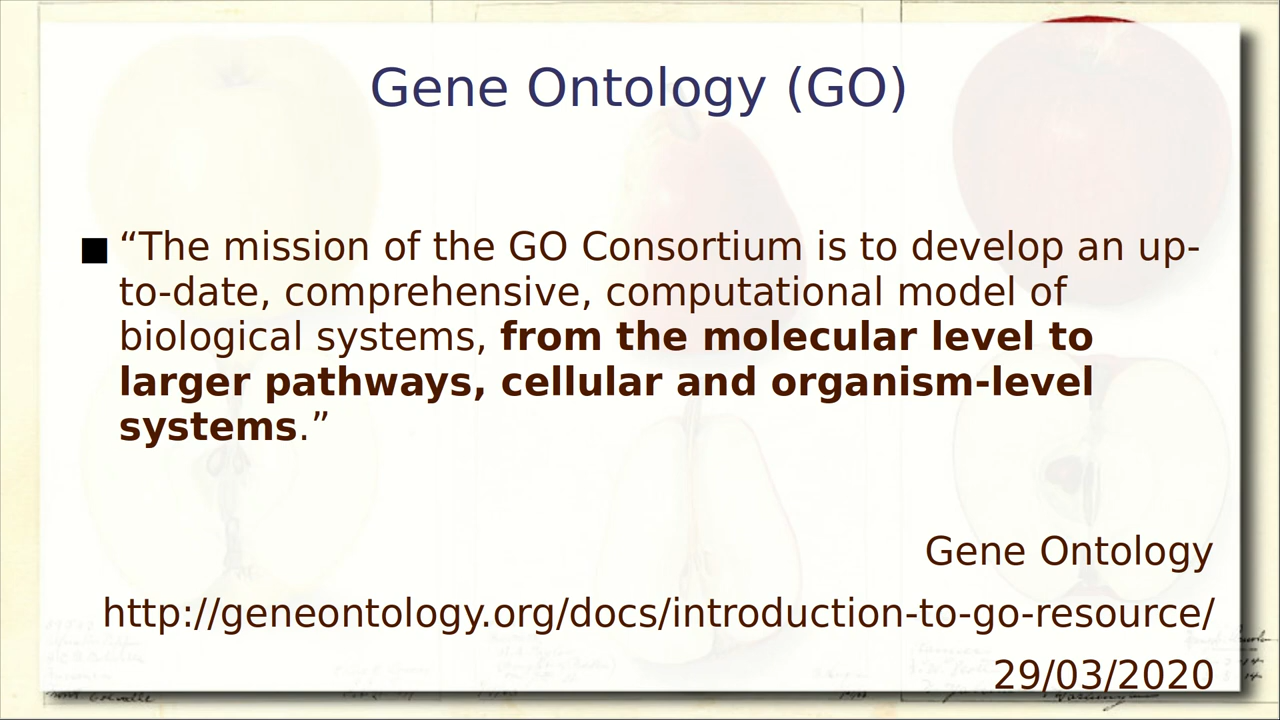 Gene Ontology (GO)
■ “The mission of the GO Consortium is to develop an up-
to-date, comprehensive, computational model of
biological systems, from the molecular level to
larger pathways, cellular and organism-level
systems.”
Gene Ontology
http://geneontology.org/docs/introduction-to-go-resource/
29/03/2020